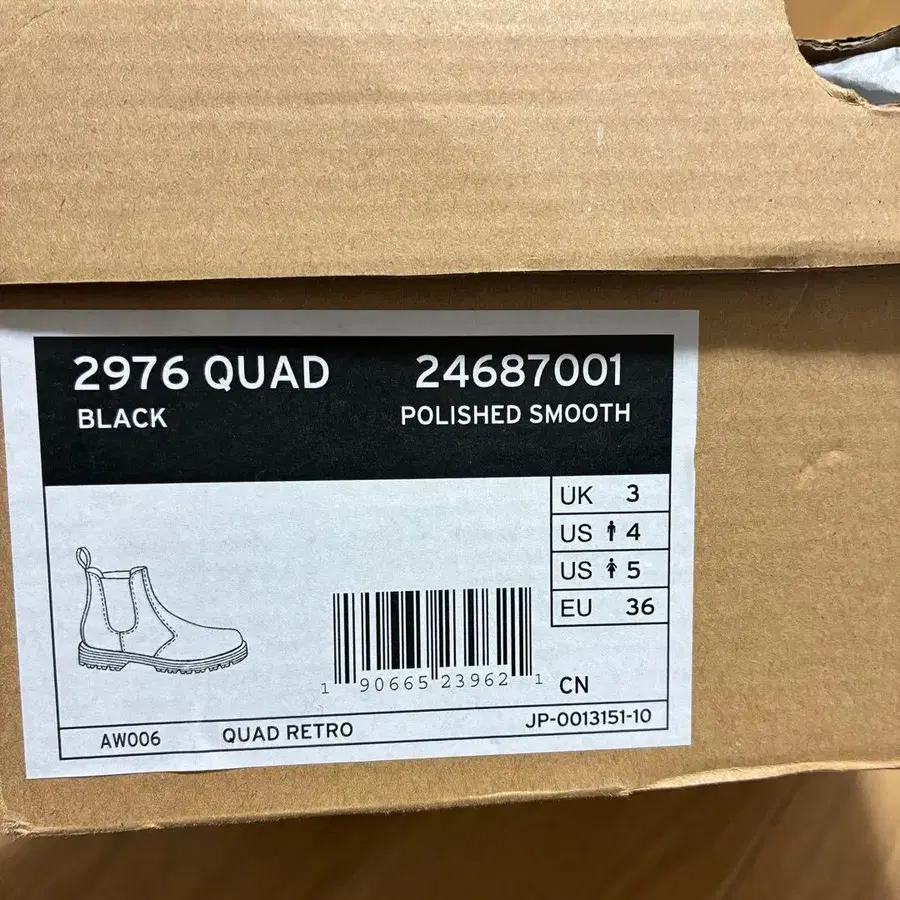 2976 QUAD 24687001
BLACK POLISHED SMOOTH
UK 3
US 4
US 5
EU 36
1 90665 23962 1
CN
AW006 QUAD RETRO JP-0013151-10